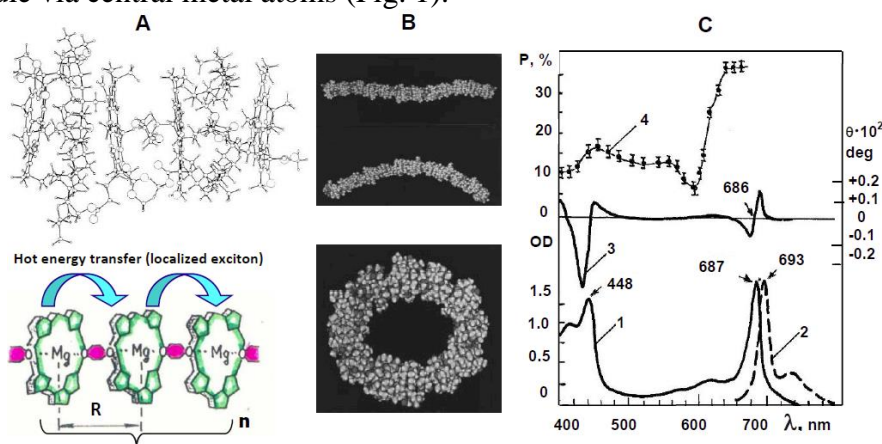 die via central metal atoms (Fig. 1).
A
B
C
P, %
40
30
20
10
0
4
686
θ·10² deg
+0.2
+0.1
0
-0.1
-0.2
3
OD
1.5
1.0
0.5
0
448
1
687
693
2
400 500 600 700 λ, nm
Hot energy transfer (localized exciton)
Mg Mg Mg
R
n